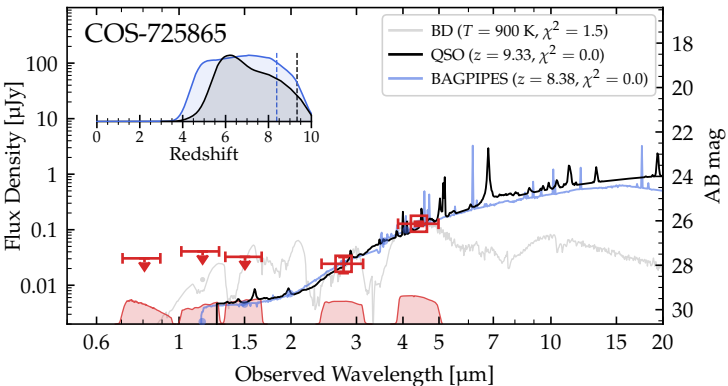 COS-725865
BD (T = 900 K, χ² = 1.5)
QSO (z = 9.33, χ² = 0.0)
BAGPIPES (z = 8.38, χ² = 0.0)
Flux Density [μJy]
100
10
1
0.1
0.01
0 2 4 6 8 10
Redshift
18
20
22
24
26
28
30
AB mag
0.6 1 1.5 2 3 4 5 10 15 20
Observed Wavelength [μm]